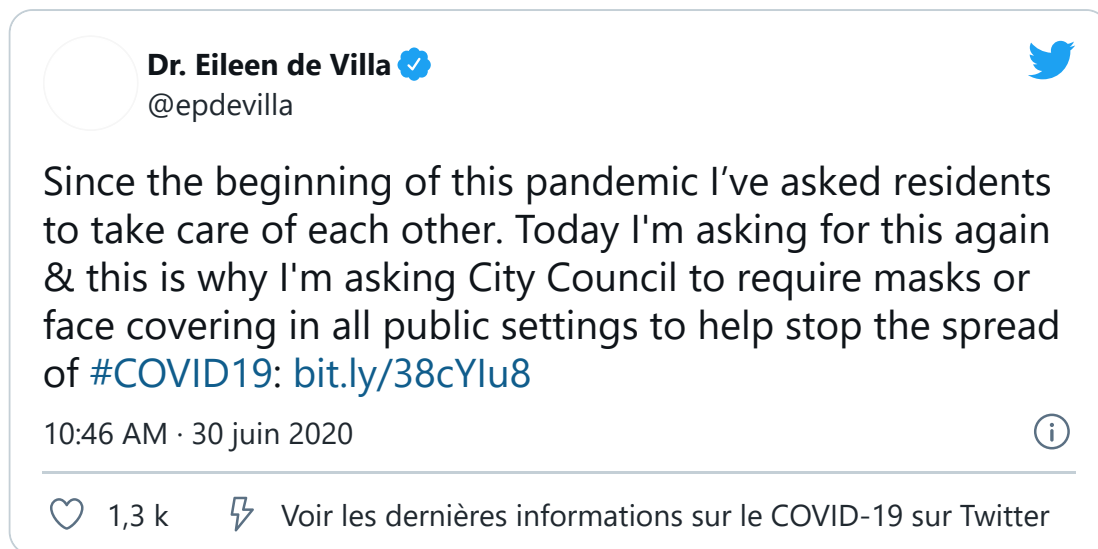 Dr. Eileen de Villa
@epdevilla
Since the beginning of this pandemic I’ve asked residents
to take care of each other. Today I'm asking for this again
& this is why I'm asking City Council to require masks or
face covering in all public settings to help stop the spread
of #COVID19: bit.ly/38cYIu8
10:46 AM · 30 juin 2020
1,3 k Voir les dernières informations sur le COVID-19 sur Twitter